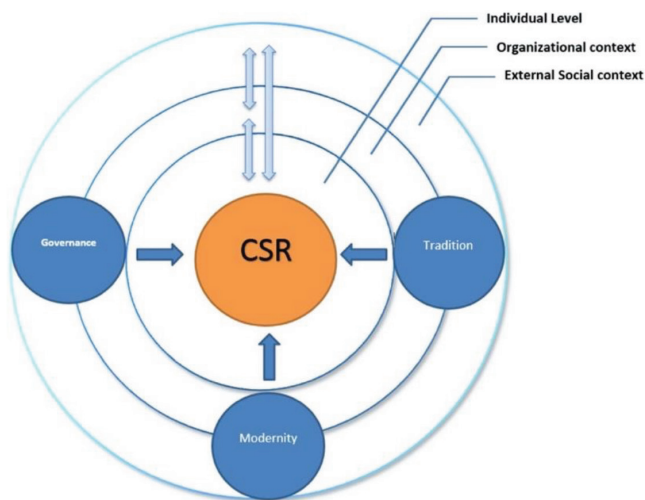 Individual Level
Organizational context
External Social context
Governance
CSR
Tradition
Modernity